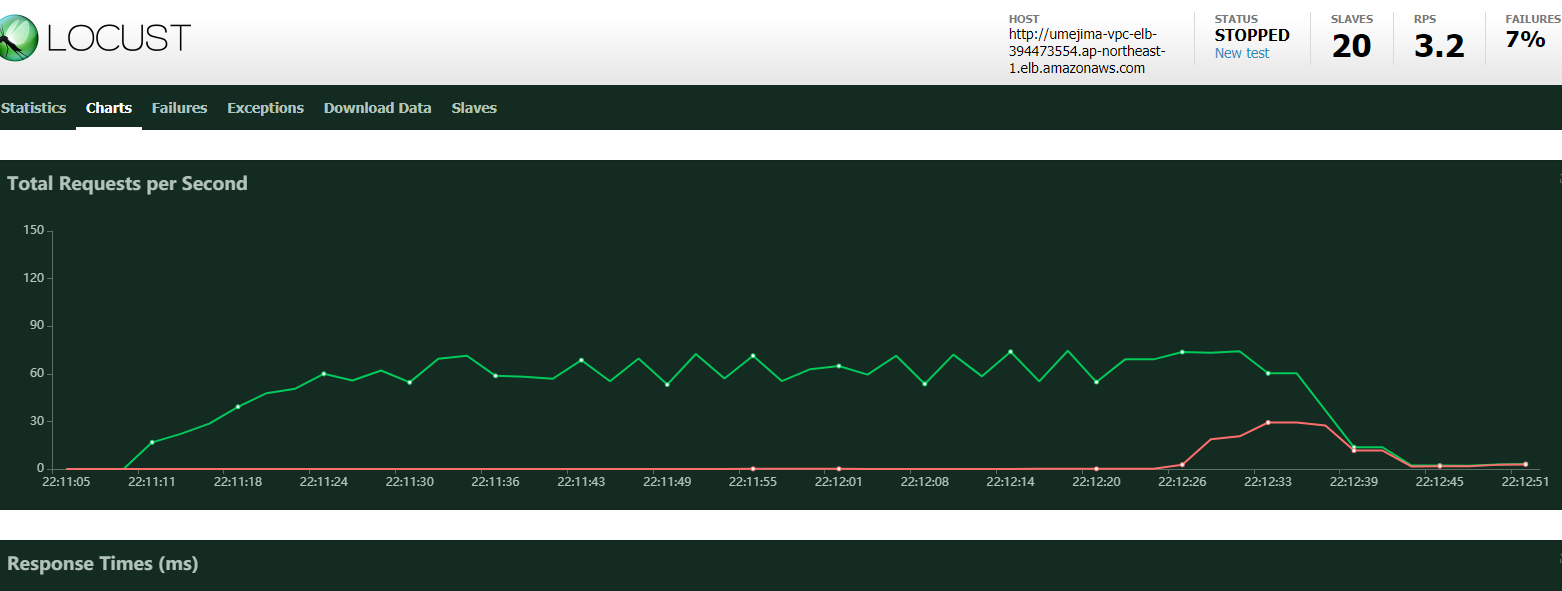 LOCUST
HOST
http://umejima-vpc-elb-
394473554.ap-northeast-
1.elb.amazonaws.com
STATUS
STOPPED
New test
SLAVES
20
RPS
3.2
FAILURES
7%
Statistics Charts Failures Exceptions Download Data Slaves
Total Requests per Second
150
120
90
60
30
0
22:11:05 22:11:11 22:11:18 22:11:24 22:11:30 22:11:36 22:11:43 22:11:49 22:11:55 22:12:01 22:12:08 22:12:14 22:12:20 22:12:26 22:12:33 22:12:39 22:12:45 22:12:51
Response Times (ms)